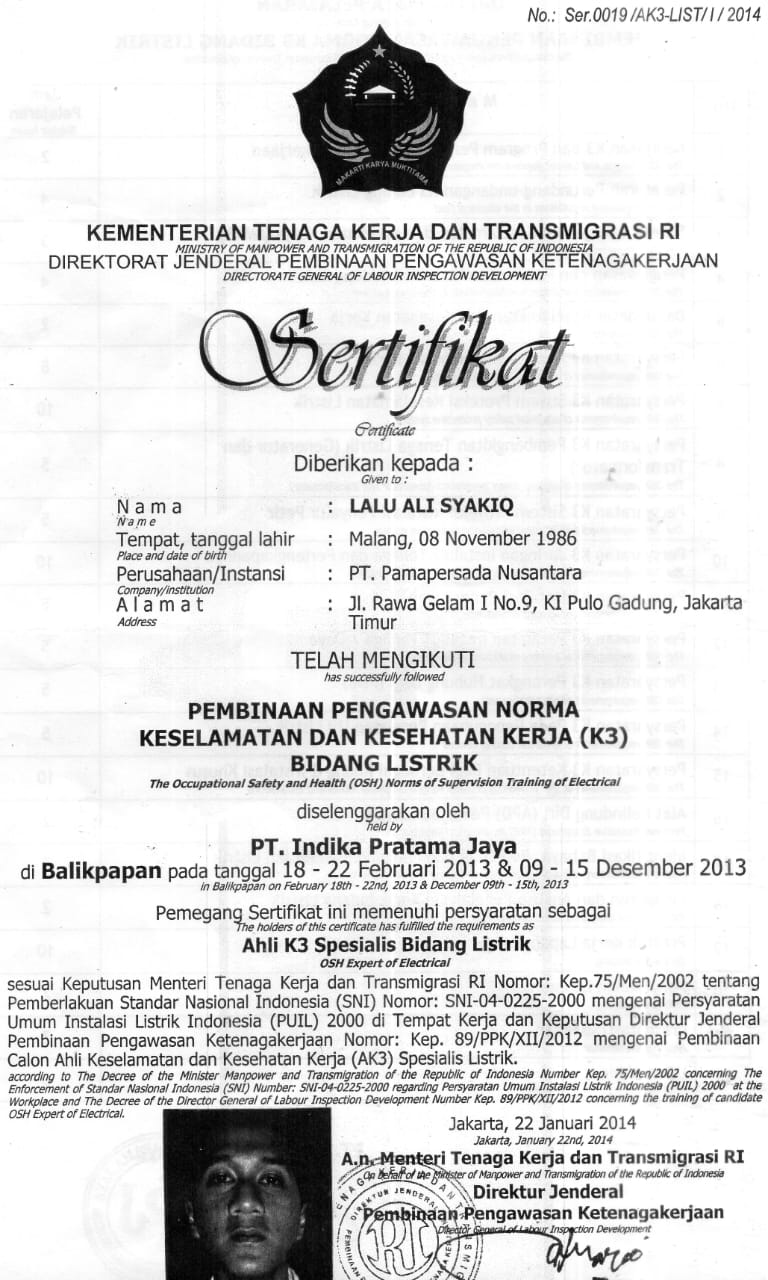 No.: Ser.0019 /AK3-LIST/ I / 2014
MAKARTI KARYA MUKTITAMA
KEMENTERIAN TENAGA KERJA DAN TRANSMIGRASI RI
MINISTRY OF MANPOWER AND TRANSMIGRATION OF THE REPUBLIC OF INDONESIA
DIREKTORAT JENDERAL PEMBINAAN PENGAWASAN KETENAGAKERJAAN
DIRECTORATE GENERAL OF LABOUR INSPECTION DEVELOPMENT
Sertifikat
Certificate
Diberikan kepada :
Given to :
Nama : LALU ALI SYAKIQ
Name
Tempat, tanggal lahir : Malang, 08 November 1986
Place and date of birth
Perusahaan/Instansi : PT. Pamapersada Nusantara
Company/institution
Alamat : Jl. Rawa Gelam I No.9, KI Pulo Gadung, Jakarta
Address Timur
TELAH MENGIKUTI
has successfully followed
PEMBINAAN PENGAWASAN NORMA
KESELAMATAN DAN KESEHATAN KERJA (K3)
BIDANG LISTRIK
The Occupational Safety and Health (OSH) Norms of Supervision Training of Electrical
diselenggarakan oleh
held by
PT. Indika Pratama Jaya
di Balikpapan pada tanggal 18 - 22 Februari 2013 & 09 - 15 Desember 2013
in Balikpapan on February 18th - 22nd, 2013 & December 09th - 15th, 2013
Pemegang Sertifikat ini memenuhi persyaratan sebagai
The holders of this certificate has fulfilled the requirements as
Ahli K3 Spesialis Bidang Listrik
OSH Expert of Electrical
sesuai Keputusan Menteri Tenaga Kerja dan Transmigrasi RI Nomor: Kep.75/Men/2002 tentang
Pemberlakuan Standar Nasional Indonesia (SNI) Nomor: SNI-04-0225-2000 mengenai Persyaratan
Umum Instalasi Listrik Indonesia (PUIL) 2000 di Tempat Kerja dan Keputusan Direktur Jenderal
Pembinaan Pengawasan Ketenagakerjaan Nomor: Kep. 89/PPK/XII/2012 mengenai Pembinaan
Calon Ahli Keselamatan dan Kesehatan Kerja (AK3) Spesialis Listrik.
according to The Decree of the Minister Manpower and Transmigration of the Republic of Indonesia Number Kep. 75/Men/2002 concerning The
Enforcement of Standar Nasional Indonesia (SNI) Number: SNI-04-0225-2000 regarding Persyaratan Umum Instalasi Listrik Indonesia (PUIL) 2000 at the
Workplace and The Decree of the Director General of Labour Inspection Development Number Kep. 89/PPK/XII/2012 concerning the training of candidate
OSH Expert of Electrical.
Jakarta, 22 Januari 2014
Jakarta, January 22nd, 2014
A.n. Menteri Tenaga Kerja dan Transmigrasi RI
On behalf of the Minister of Manpower and Transmigration of the Republic of Indonesia
Direktur Jenderal
Pembinaan Pengawasan Ketenagakerjaan
Director General of Labour Inspection Development
DIREKTUR JENDERAL
RI